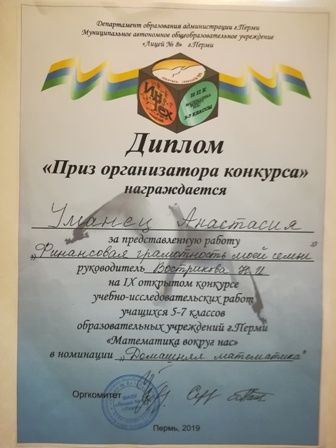 Департамент образования администрации г.Перми
Муниципальное автономное общеобразовательное учреждение
«Лицей № 8» г.Перми
Диплом
«Приз организатора конкурса»
награждается
Уманец Анастасия
за представленную работу
„Финансовая грамотность моей семьи"
руководитель Вострикова Н.И
на IX открытом конкурсе
учебно-исследовательских работ
учащихся 5-7 классов
образовательных учреждений г.Перми
«Математика вокруг нас»
в номинации „Домашняя математика"
Оргкомитет
Пермь, 2019